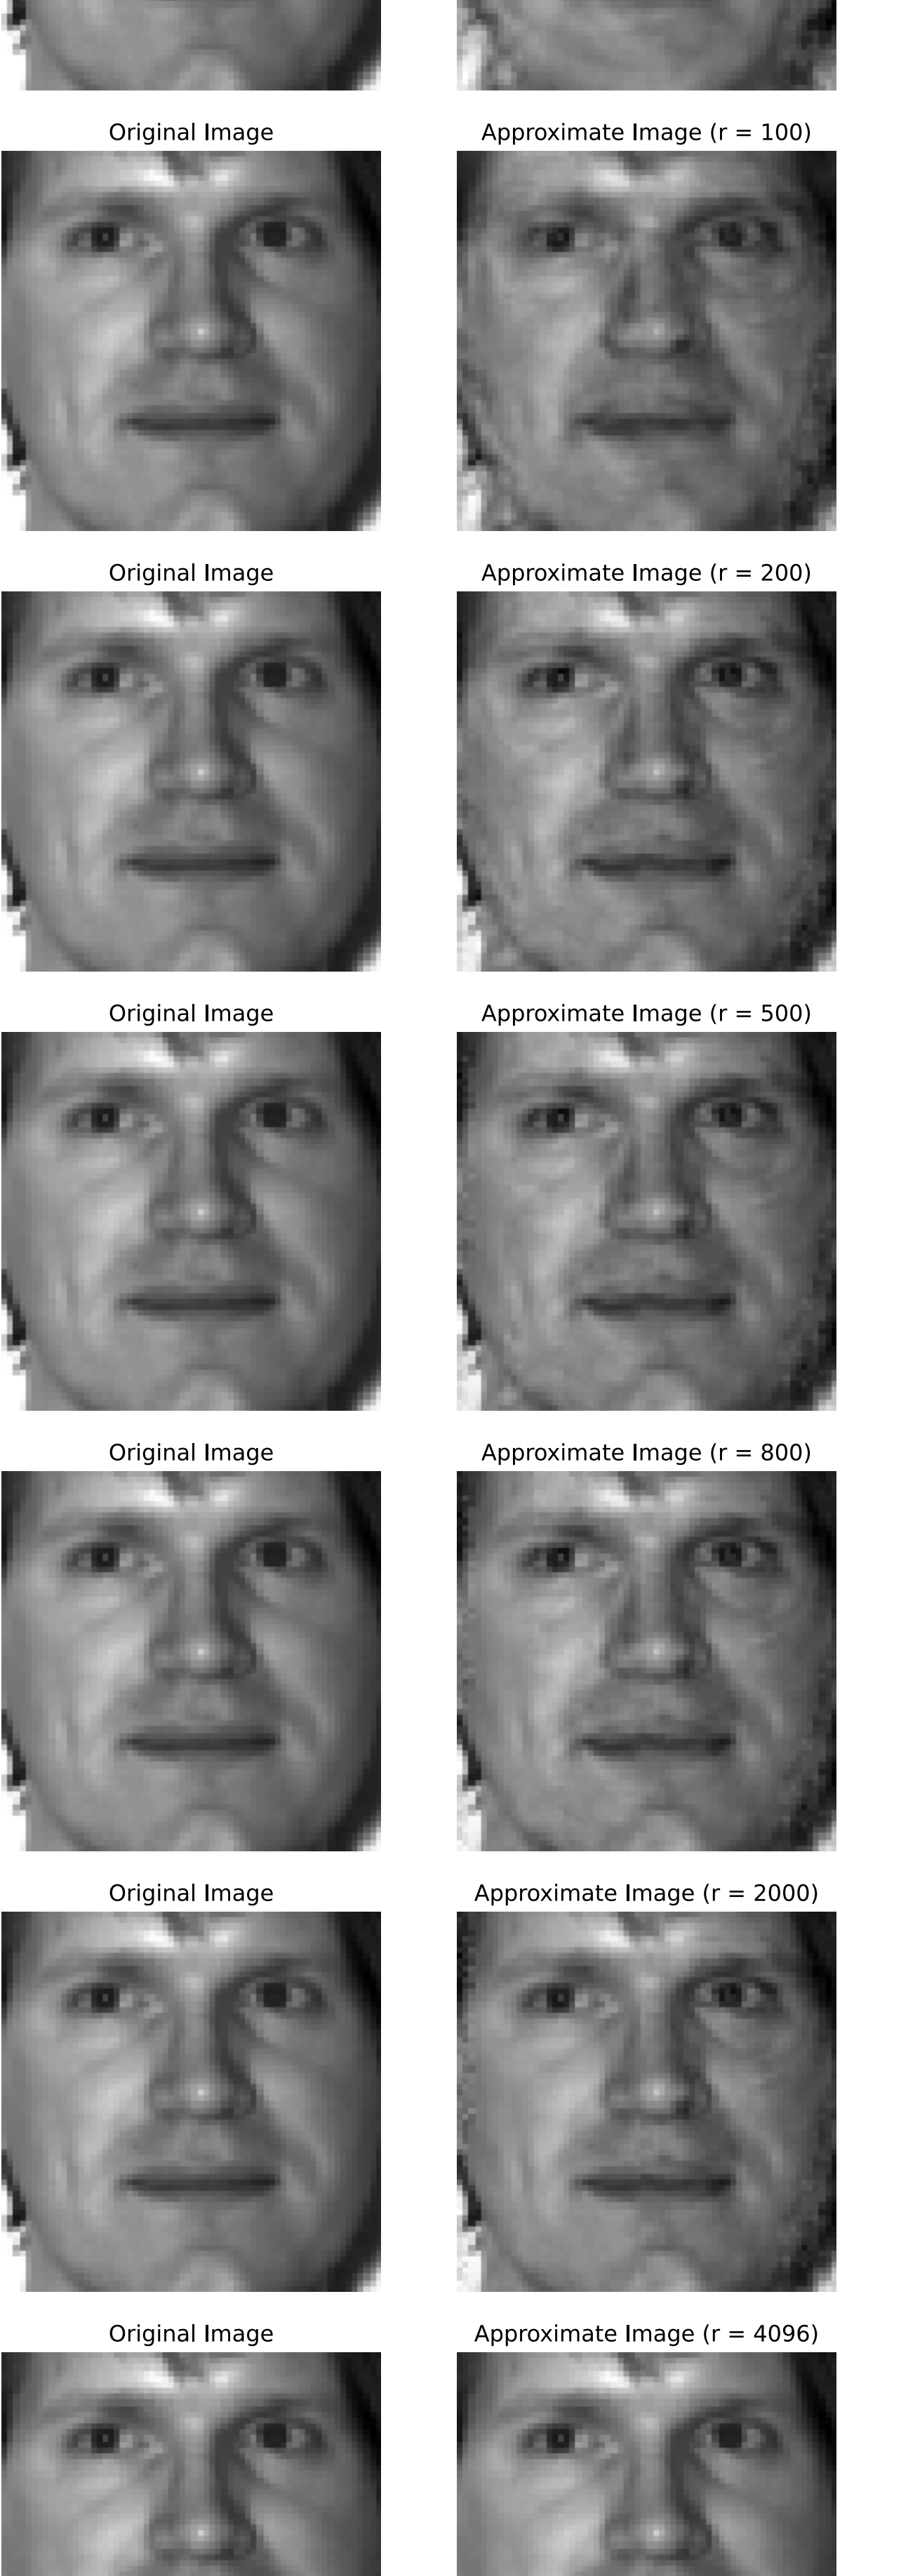 Original Image
Approximate Image (r = 100)
Original Image
Approximate Image (r = 200)
Original Image
Approximate Image (r = 500)
Original Image
Approximate Image (r = 800)
Original Image
Approximate Image (r = 2000)
Original Image
Approximate Image (r = 4096)